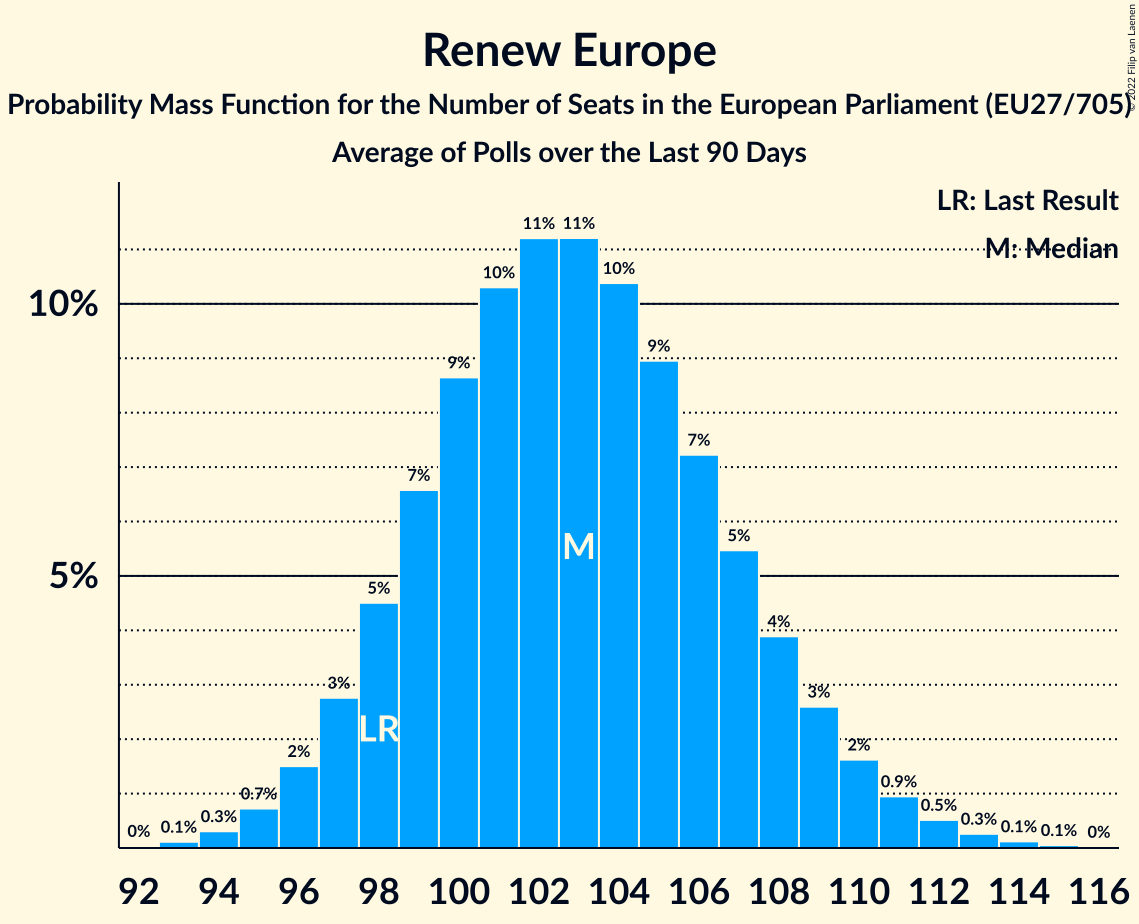 Renew Europe
Probability Mass Function for the Number of Seats in the European Parliament (EU27/705)
Average of Polls over the Last 90 Days
© 2022 Filip van Laenen
LR: Last Result
M: Median
10%
5%
0% 0.1% 0.3% 0.7% 2% 3% 5% 7% 9% 10% 11% 11% 10% 9% 7% 5% 4% 3% 2% 0.9% 0.5% 0.3% 0.1% 0.1% 0%
M
LR
92 94 96 98 100 102 104 106 108 110 112 114 116